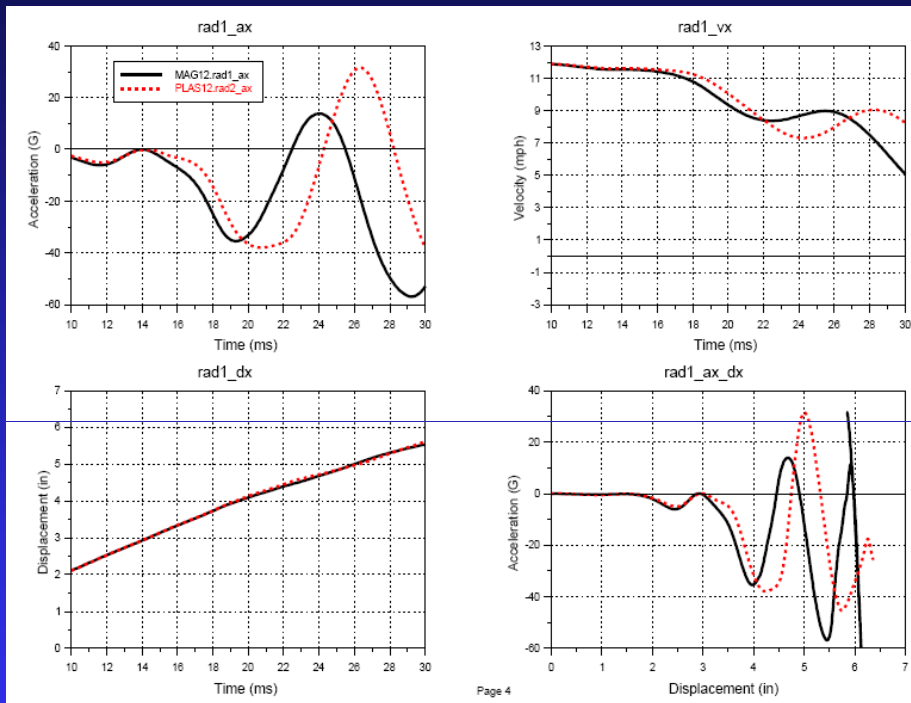 rad1_ax
Acceleration (G)
40
20
0
-20
-40
-60
MAG12.rad1_ax
PLAS12.rad2_ax
10 12 14 16 18 20 22 24 26 28 30
Time (ms)
rad1_vx
Velocity (mph)
13
11
9
7
5
3
1
-1
-3
10 12 14 16 18 20 22 24 26 28 30
Time (ms)
rad1_dx
Displacement (in)
7
6
5
4
3
2
1
0
10 12 14 16 18 20 22 24 26 28 30
Time (ms)
rad1_ax_dx
Acceleration (G)
40
20
0
-20
-40
-60
0 1 2 3 4 5 6 7
Displacement (in)
Page 4